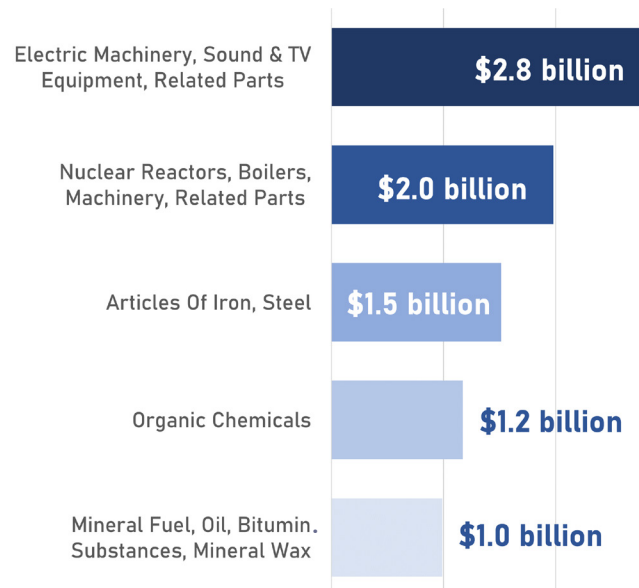 Electric Machinery, Sound & TV
Equipment, Related Parts
$2.8 billion
Nuclear Reactors, Boilers,
Machinery, Related Parts
$2.0 billion
Articles Of Iron, Steel
$1.5 billion
Organic Chemicals
$1.2 billion
Mineral Fuel, Oil, Bitumin.
Substances, Mineral Wax
$1.0 billion